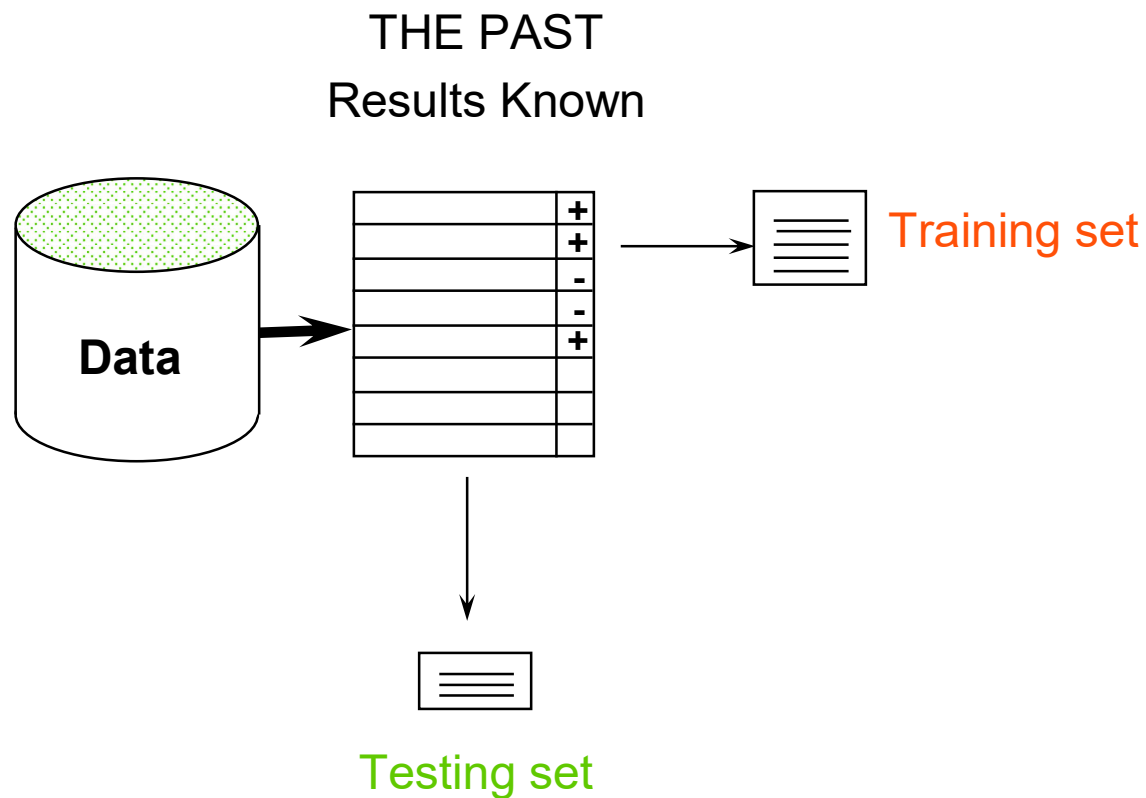 THE PAST
Results Known
+
+
-
-
+
Training set
Data
Testing set